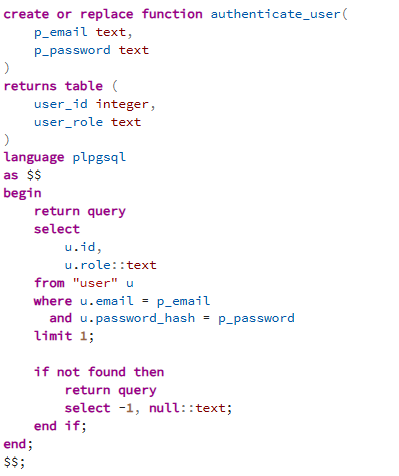 create or replace function authenticate_user(
    p_email text,
    p_password text
)
returns table (
    user_id integer,
    user_role text
)
language plpgsql
as $$
begin
    return query
    select
        u.id,
        u.role::text
    from "user" u
    where u.email = p_email
      and u.password_hash = p_password
    limit 1;

    if not found then
        return query
        select -1, null::text;
    end if;
end;
$$;